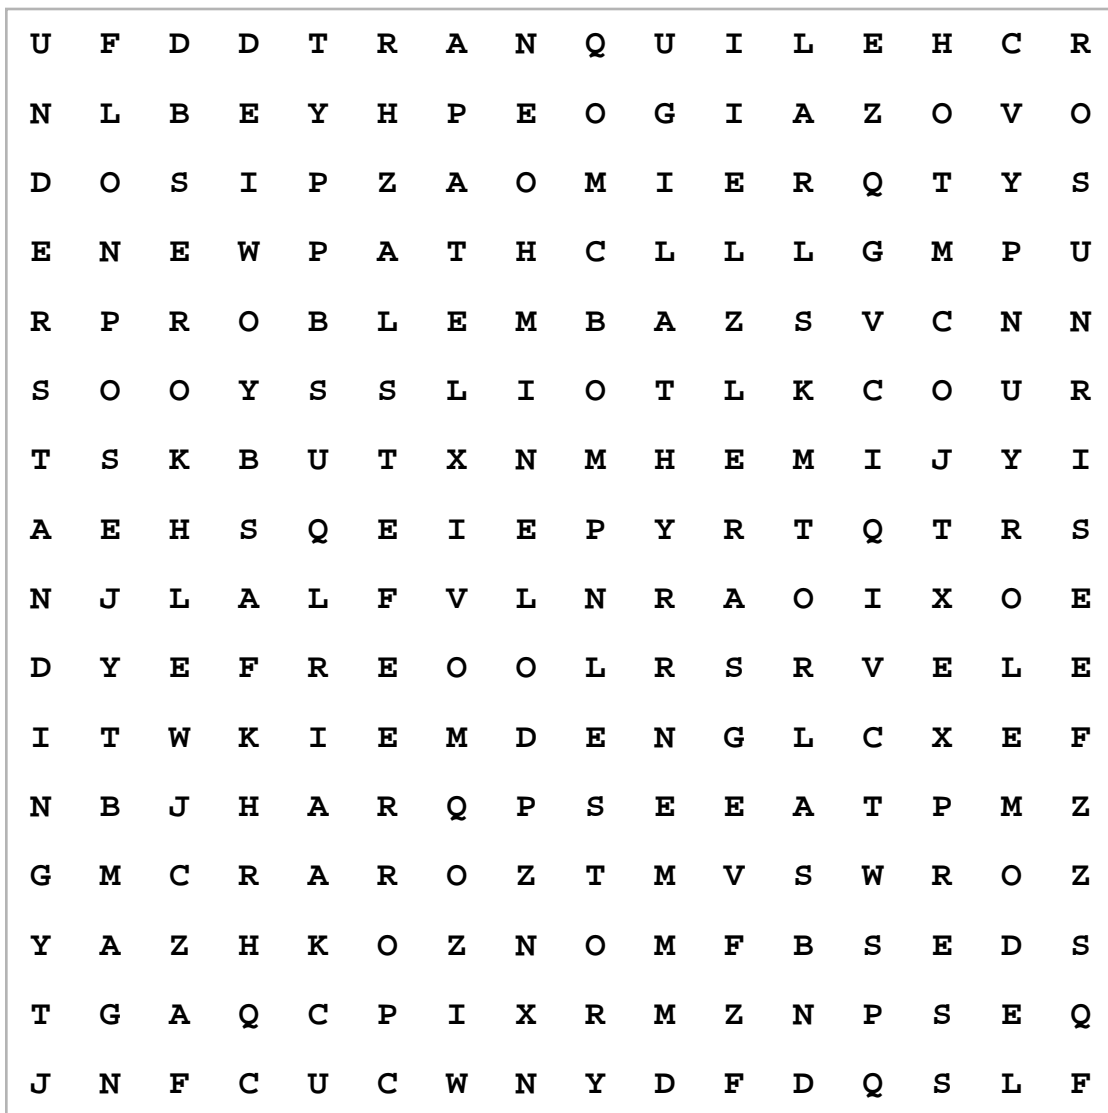 U F D D T R A N Q U I L E H C R
N L B E Y H P E O G I A Z O V O
D O S I P Z A O M I E R Q T Y S
E N E W P A T H C L L L G M P U
R P R O B L E M B A Z S V C N N
S O O Y S S L I O T L K C O U R
T S K B U T X N M H E M I J Y I
A E H S Q E I E P Y R T Q T R S
N J L A L F V L N R A O I X O E
D Y E F R E O O L R S R V E L E
I T W K I E M D E N G L C X E F
N B J H A R Q P S E E A T P M Z
G M C R A R O Z T M V S W R O Z
Y A Z H K O Z N O M F B S E D S
T G A Q C P I X R M Z N P S E Q
J N F C U C W N Y D F D Q S L F